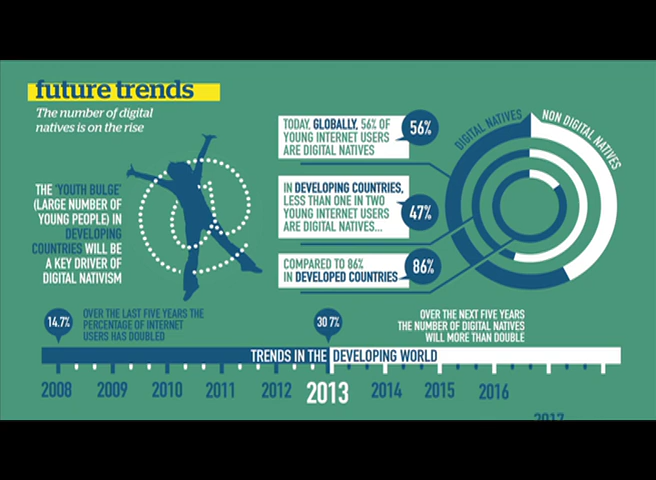 future trends
The number of digital
natives is on the rise
THE 'YOUTH BULGE'
(LARGE NUMBER OF
YOUNG PEOPLE) IN
DEVELOPING
COUNTRIES WILL BE
A KEY DRIVER OF
DIGITAL NATIVISM
TODAY, GLOBALLY, 56% OF
YOUNG INTERNET USERS
ARE DIGITAL NATIVES
56%
IN DEVELOPING COUNTRIES,
LESS THAN ONE IN TWO
YOUNG INTERNET USERS
ARE DIGITAL NATIVES...
47%
COMPARED TO 86%
IN DEVELOPED COUNTRIES
86%
DIGITAL NATIVES
NON DIGITAL NATIVES
14.7%
OVER THE LAST FIVE YEARS THE
PERCENTAGE OF INTERNET
USERS HAS DOUBLED
30 7%
OVER THE NEXT FIVE YEARS
THE NUMBER OF DIGITAL NATIVES
WILL MORE THAN DOUBLE
TRENDS IN THE DEVELOPING WORLD
2008 2009 2010 2011 2012 2013 2014 2015 2016
2017